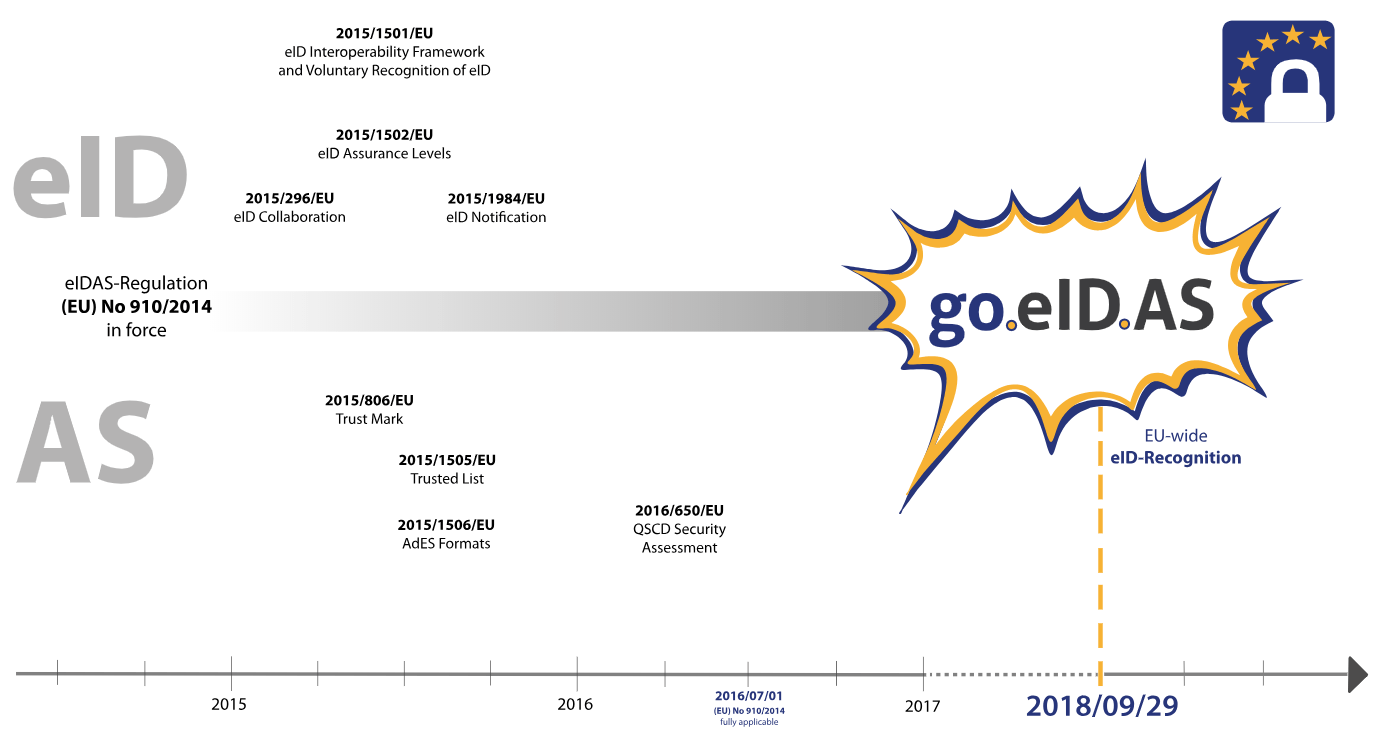 2015/1501/EU
eID Interoperability Framework
and Voluntary Recognition of eID
eID
2015/1502/EU
eID Assurance Levels
2015/296/EU
eID Collaboration
2015/1984/EU
eID Notification
eIDAS-Regulation
(EU) No 910/2014
in force
go.eID.AS
AS
2015/806/EU
Trust Mark
2015/1505/EU
Trusted List
2015/1506/EU
AdES Formats
2016/650/EU
QSCD Security
Assessment
EU-wide
eID-Recognition
2015
2016
2016/07/01
(EU) No 910/2014
fully applicable
2017
2018/09/29